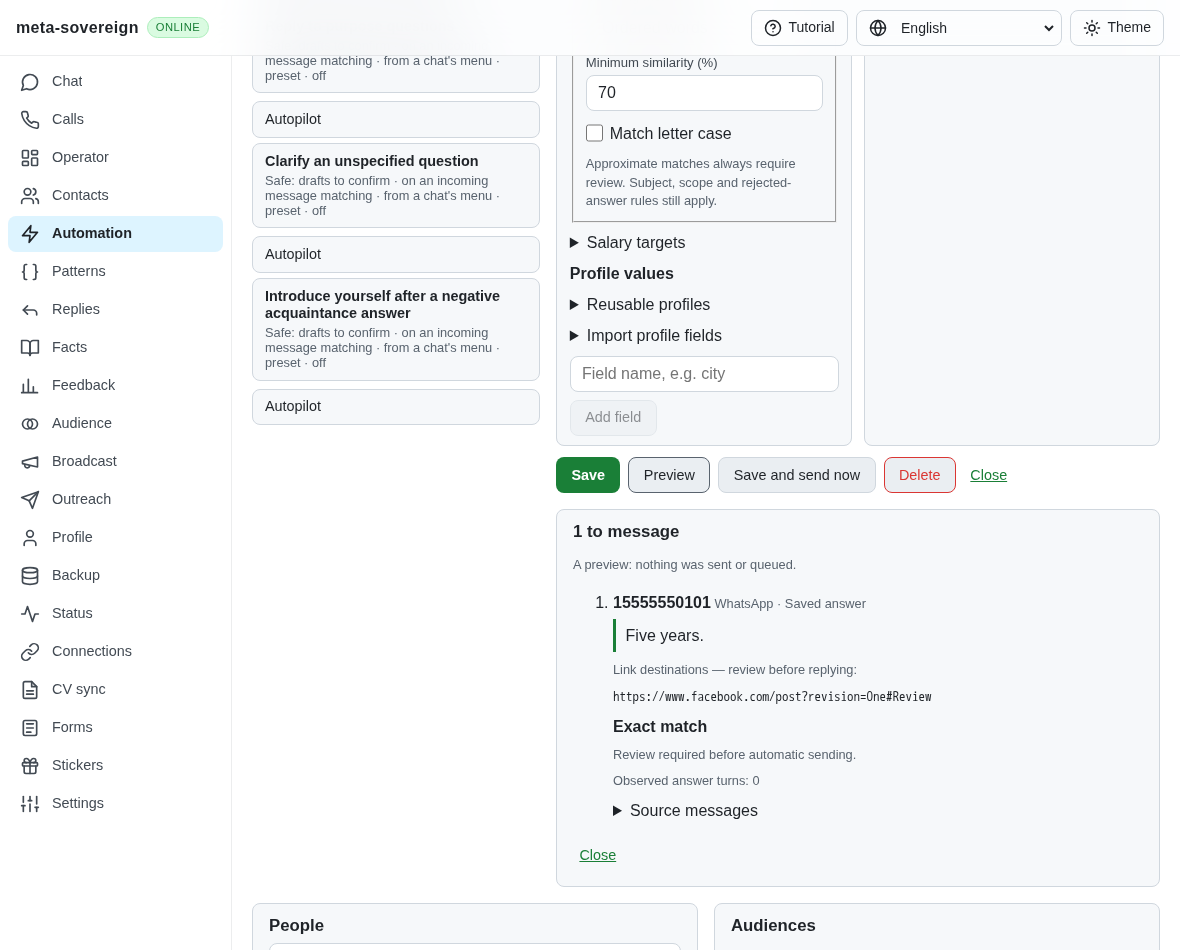 meta-sovereign
ONLINE
Tutorial
English
Theme
Chat
Calls
Operator
Contacts
Automation
Patterns
Replies
Facts
Feedback
Audience
Broadcast
Outreach
Profile
Backup
Status
Connections
CV sync
Forms
Stickers
Settings
message matching · from a chat's menu ·
preset · off
Autopilot
Clarify an unspecified question
Safe: drafts to confirm · on an incoming
message matching · from a chat's menu ·
preset · off
Autopilot
Introduce yourself after a negative
acquaintance answer
Safe: drafts to confirm · on an incoming
message matching · from a chat's menu ·
preset · off
Autopilot
Minimum similarity (%)
70
Match letter case
Approximate matches always require
review. Subject, scope and rejected-
answer rules still apply.
Salary targets
Profile values
Reusable profiles
Import profile fields
Field name, e.g. city
Add field
Save
Preview
Save and send now
Delete
Close
1 to message
A preview: nothing was sent or queued.
1. 15555550101 WhatsApp · Saved answer
Five years.
Link destinations — review before replying:
https://www.facebook.com/post?revision=One#Review
Exact match
Review required before automatic sending.
Observed answer turns: 0
Source messages
Close
People
Audiences